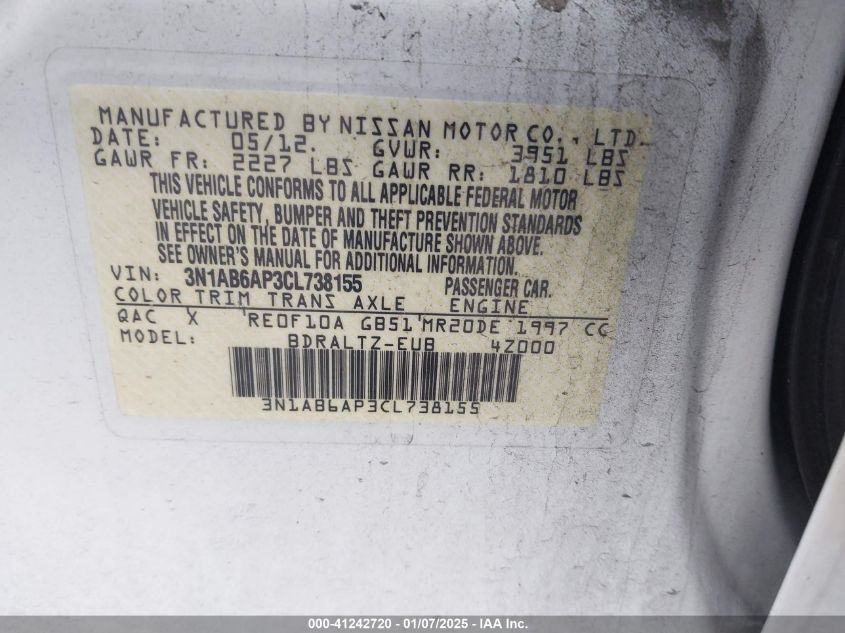 MANUFACTURED BY NISSAN MOTOR CO., LTD.
DATE: 05/12. GVWR: 3951 LBS
GAWR FR: 2227 LBS GAWR RR: 1810 LBS
THIS VEHICLE CONFORMS TO ALL APPLICABLE FEDERAL MOTOR
VEHICLE SAFETY, BUMPER AND THEFT PREVENTION STANDARDS
IN EFFECT ON THE DATE OF MANUFACTURE SHOWN ABOVE.
SEE OWNER'S MANUAL FOR ADDITIONAL INFORMATION.
VIN: 3N1AB6AP3CL738155 PASSENGER CAR.
COLOR TRIM TRANS AXLE ENGINE
QAC X RE0F10A GB51 MR20DE 1997 CC
MODEL: BDRALTZ-EUB 4Z000
3N1AB6AP3CL738155
000-41242720 - 01/07/2025 - IAA Inc.